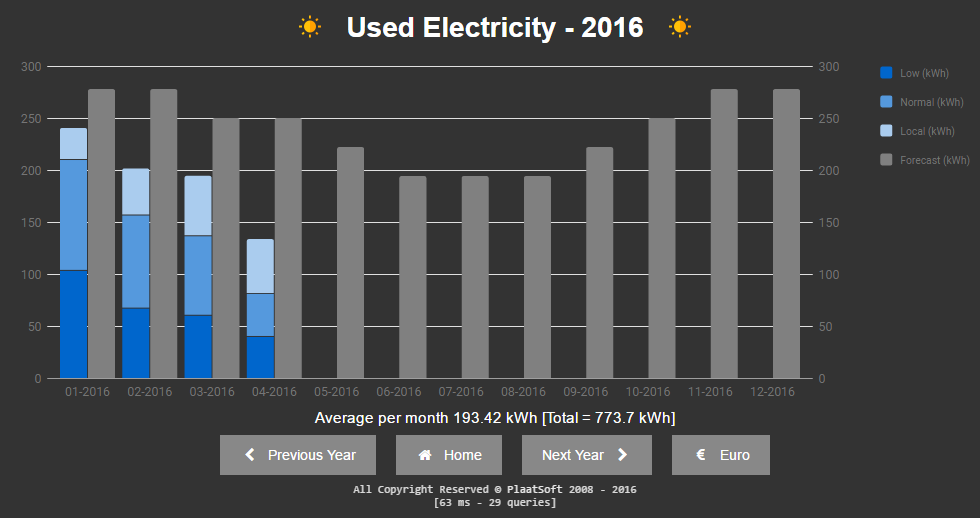 Used Electricity - 2016
300 300
250 250
200 200
150 150
100 100
50 50
0 0
Low (kWh)
Normal (kWh)
Local (kWh)
Forecast (kWh)
01-2016 02-2016 03-2016 04-2016 05-2016 06-2016 07-2016 08-2016 09-2016 10-2016 11-2016 12-2016
Average per month 193.42 kWh [Total = 773.7 kWh]
Previous Year Home Next Year € Euro
All Copyright Reserved © PlaatSoft 2008 - 2016
[63 ms - 29 queries]